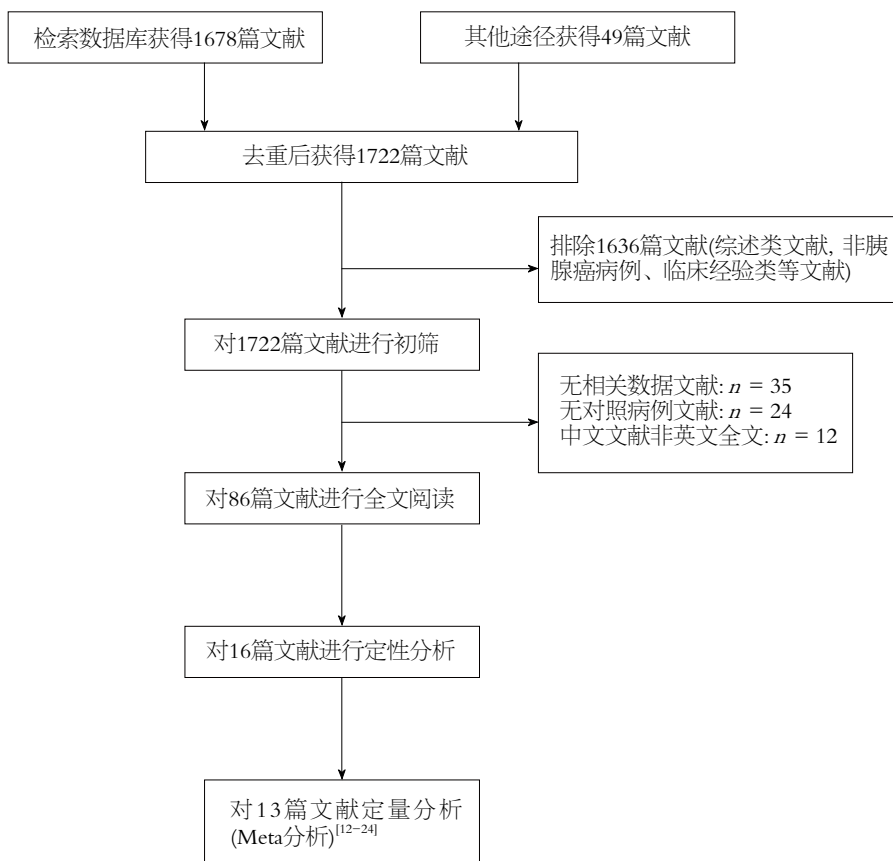 检索数据库获得1678篇文献
其他途径获得49篇文献
去重后获得1722篇文献
排除1636篇文献(综述类文献, 非胰
腺癌病例、临床经验类等文献)
对1722篇文献进行初筛
无相关数据文献: n = 35
无对照病例文献: n = 24
中文文献非英文全文: n = 12
对86篇文献进行全文阅读
对16篇文献进行定性分析
对13篇文献定量分析
(Meta分析)[12-24]